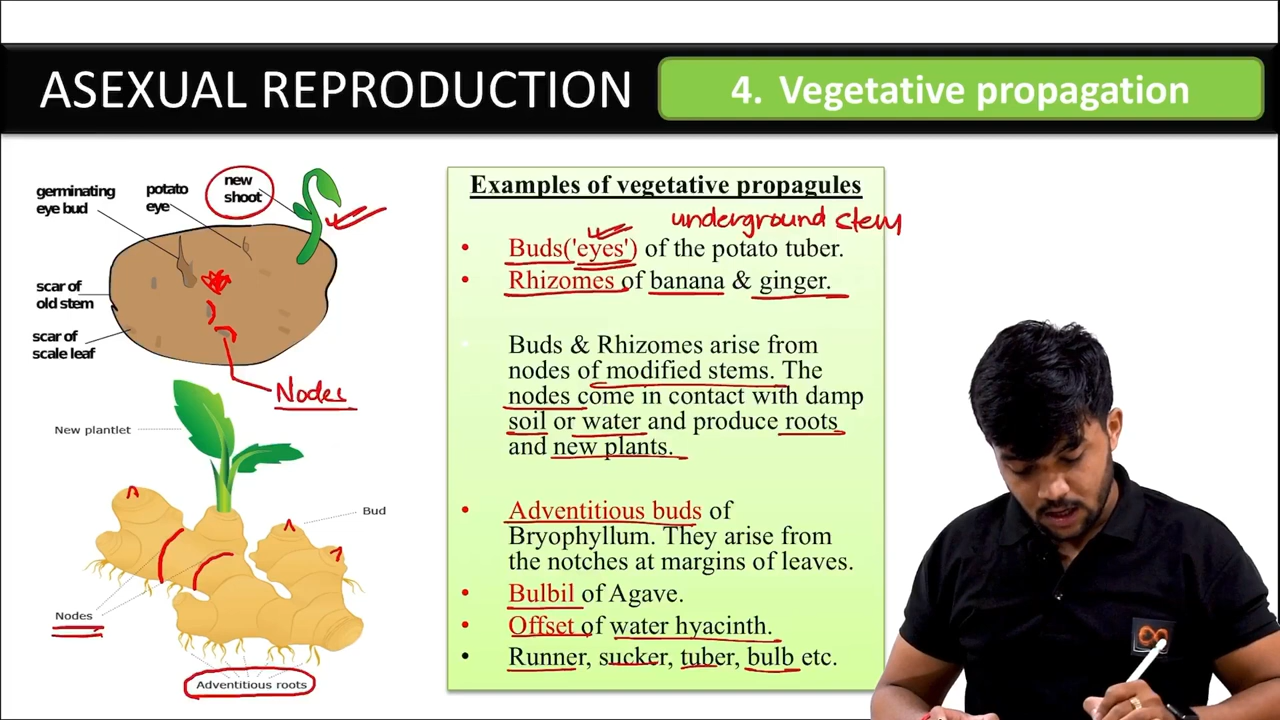 ASEXUAL REPRODUCTION
4. Vegetative propagation
germinating
eye bud
potato
eye
new
shoot
scar of
old stem
scar of
scale leaf
Nodes
New plantlet
Bud
Nodes
Adventitious roots
Examples of vegetative propagules
underground stem
• Buds('eyes') of the potato tuber.
• Rhizomes of banana & ginger.
Buds & Rhizomes arise from
nodes of modified stems. The
nodes come in contact with damp
soil or water and produce roots
and new plants.
• Adventitious buds of
Bryophyllum. They arise from
the notches at margins of leaves.
• Bulbil of Agave.
• Offset of water hyacinth.
• Runner, sucker, tuber, bulb etc.